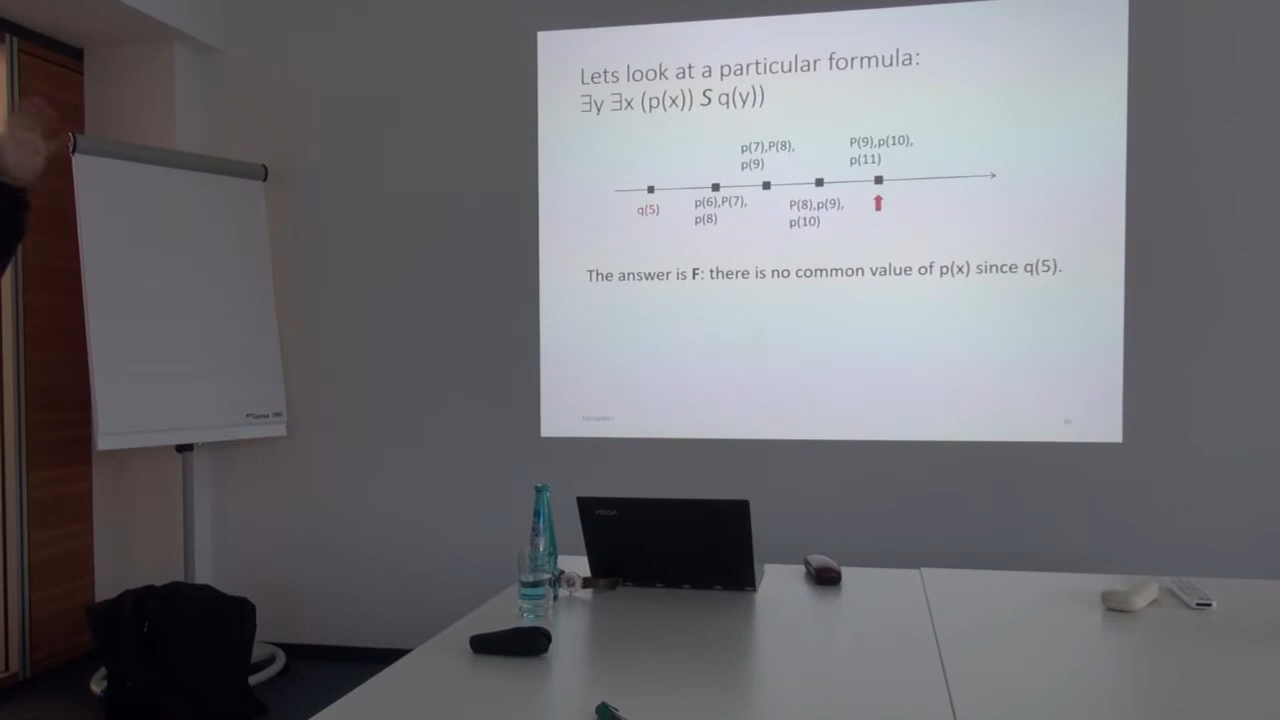 Lets look at a particular formula:
∃y ∃x (p(x)) S q(y))
p(7),P(8),
p(9)
P(9),p(10),
p(11)
q(5)
p(6),P(7),
p(8)
P(8),p(9),
p(10)
The answer is F: there is no common value of p(x) since q(5).
YOGA